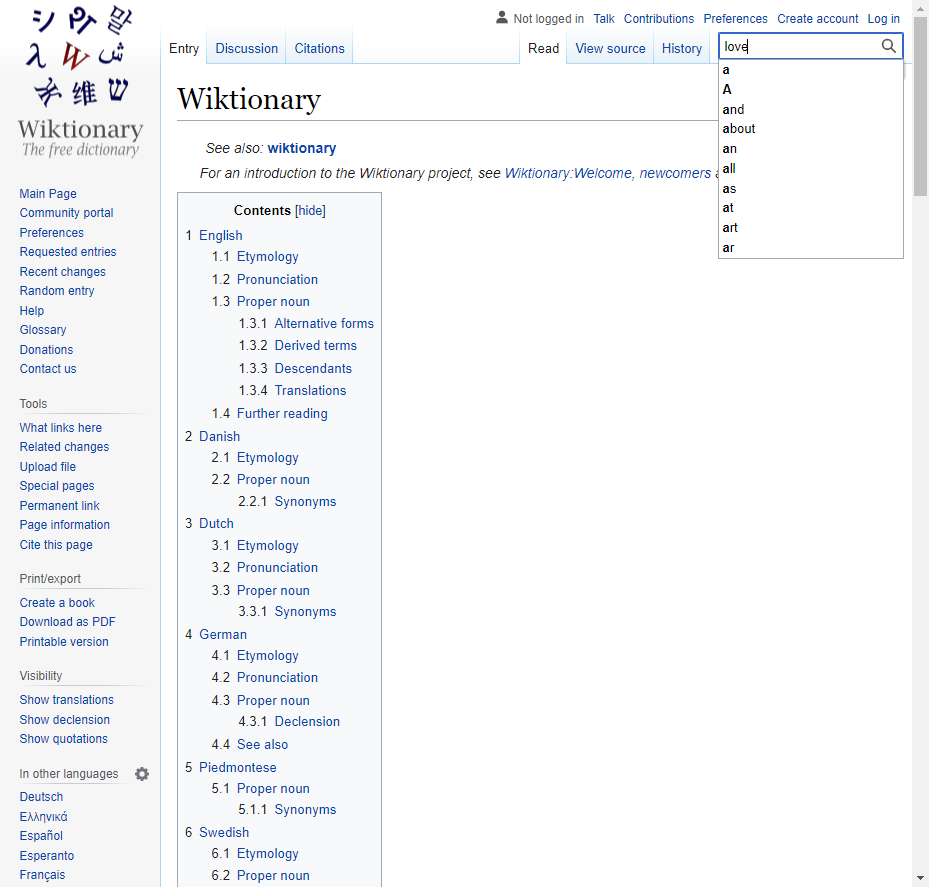 Not logged in Talk Contributions Preferences Create account Log in
Entry Discussion Citations Read View source History love
a
A
and
about
an
all
as
at
art
ar
シ Ƿ 말
λ W ش
維 ש
Wiktionary
The free dictionary
Main Page
Community portal
Preferences
Requested entries
Recent changes
Random entry
Help
Glossary
Donations
Contact us
Tools
What links here
Related changes
Upload file
Special pages
Permanent link
Page information
Cite this page
Print/export
Create a book
Download as PDF
Printable version
Visibility
Show translations
Show declension
Show quotations
In other languages
Deutsch
Ελληνικά
Español
Esperanto
Français
Wiktionary
See also: wiktionary
For an introduction to the Wiktionary project, see Wiktionary:Welcome, newcomers
Contents [hide]
1 English
1.1 Etymology
1.2 Pronunciation
1.3 Proper noun
1.3.1 Alternative forms
1.3.2 Derived terms
1.3.3 Descendants
1.3.4 Translations
1.4 Further reading
2 Danish
2.1 Etymology
2.2 Proper noun
2.2.1 Synonyms
3 Dutch
3.1 Etymology
3.2 Pronunciation
3.3 Proper noun
3.3.1 Synonyms
4 German
4.1 Etymology
4.2 Pronunciation
4.3 Proper noun
4.3.1 Declension
4.4 See also
5 Piedmontese
5.1 Proper noun
5.1.1 Synonyms
6 Swedish
6.1 Etymology
6.2 Proper noun